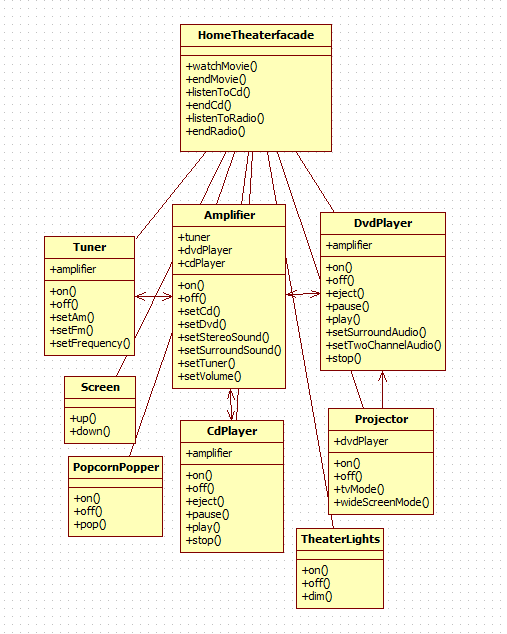 HomeTheaterfacade
+watchMovie()
+endMovie()
+listenToCd()
+endCd()
+listenToRadio()
+endRadio()
Amplifier
+tuner
+dvdPlayer
+cdPlayer
+on()
+off()
+setCd()
+setDvd()
+setStereoSound()
+setSurroundSound()
+setTuner()
+setVolume()
DvdPlayer
+amplifier
+on()
+off()
+eject()
+pause()
+play()
+setSurroundAudio()
+setTwoChannelAudio()
+stop()
Tuner
+amplifier
+on()
+off()
+setAm()
+setFm()
+setFrequency()
Screen
+up()
+down()
PopcornPopper
+on()
+off()
+pop()
CdPlayer
+amplifier
+on()
+off()
+eject()
+pause()
+play()
+stop()
Projector
+dvdPlayer
+on()
+off()
+tvMode()
+wideScreenMode()
TheaterLights
+on()
+off()
+dim()